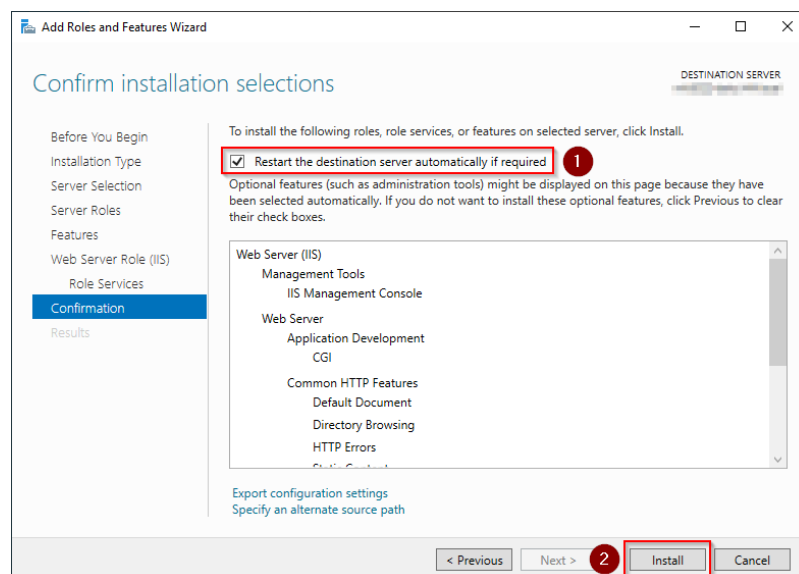 Add Roles and Features Wizard
Confirm installation selections
DESTINATION SERVER
Before You Begin
Installation Type
Server Selection
Server Roles
Features
Web Server Role (IIS)
Role Services
Confirmation
Results
To install the following roles, role services, or features on selected server, click Install.
Restart the destination server automatically if required
1
Optional features (such as administration tools) might be displayed on this page because they have
been selected automatically. If you do not want to install these optional features, click Previous to clear
their check boxes.
Web Server (IIS)
Management Tools
IIS Management Console
Web Server
Application Development
CGI
Common HTTP Features
Default Document
Directory Browsing
HTTP Errors
Export configuration settings
Specify an alternate source path
< Previous
Next >
2
Install
Cancel